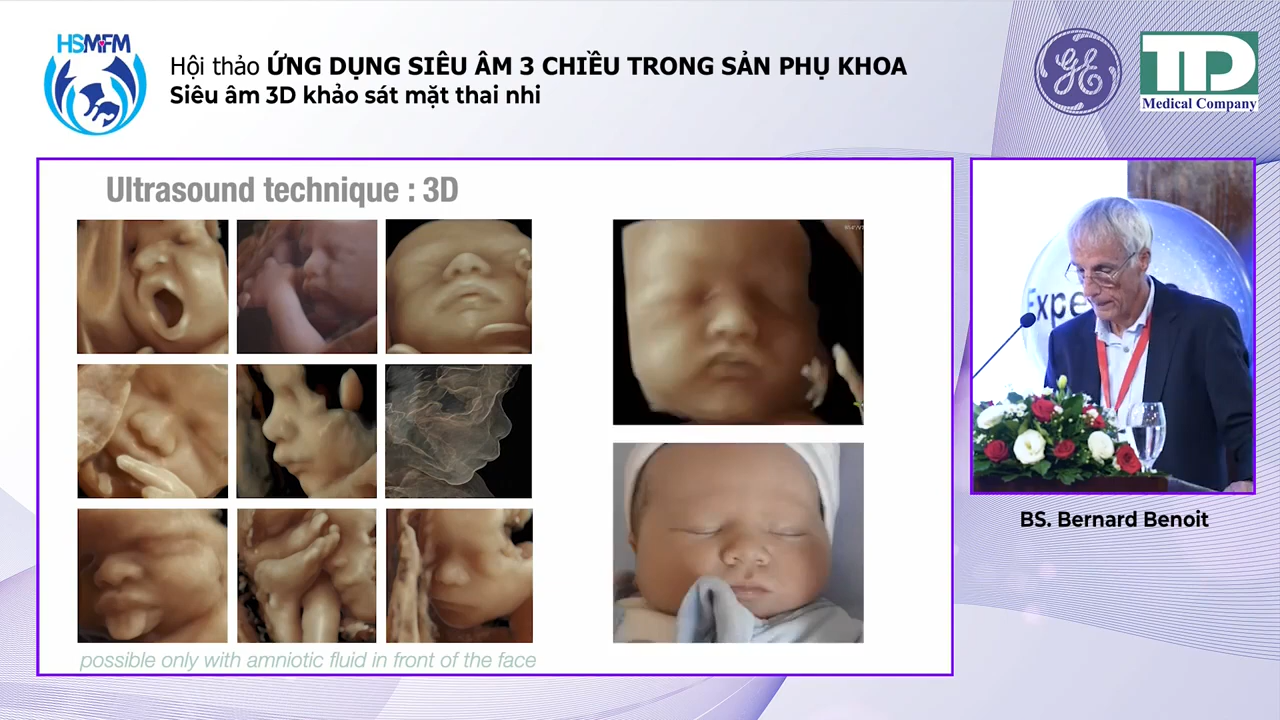 HSMFM
Hội thảo ỨNG DỤNG SIÊU ÂM 3 CHIỀU TRONG SẢN PHỤ KHOA
Siêu âm 3D khảo sát mặt thai nhi
GE
TD
Medical Company
Ultrasound technique : 3D
Expe
BS. Bernard Benoit
possible only with amniotic fluid in front of the face